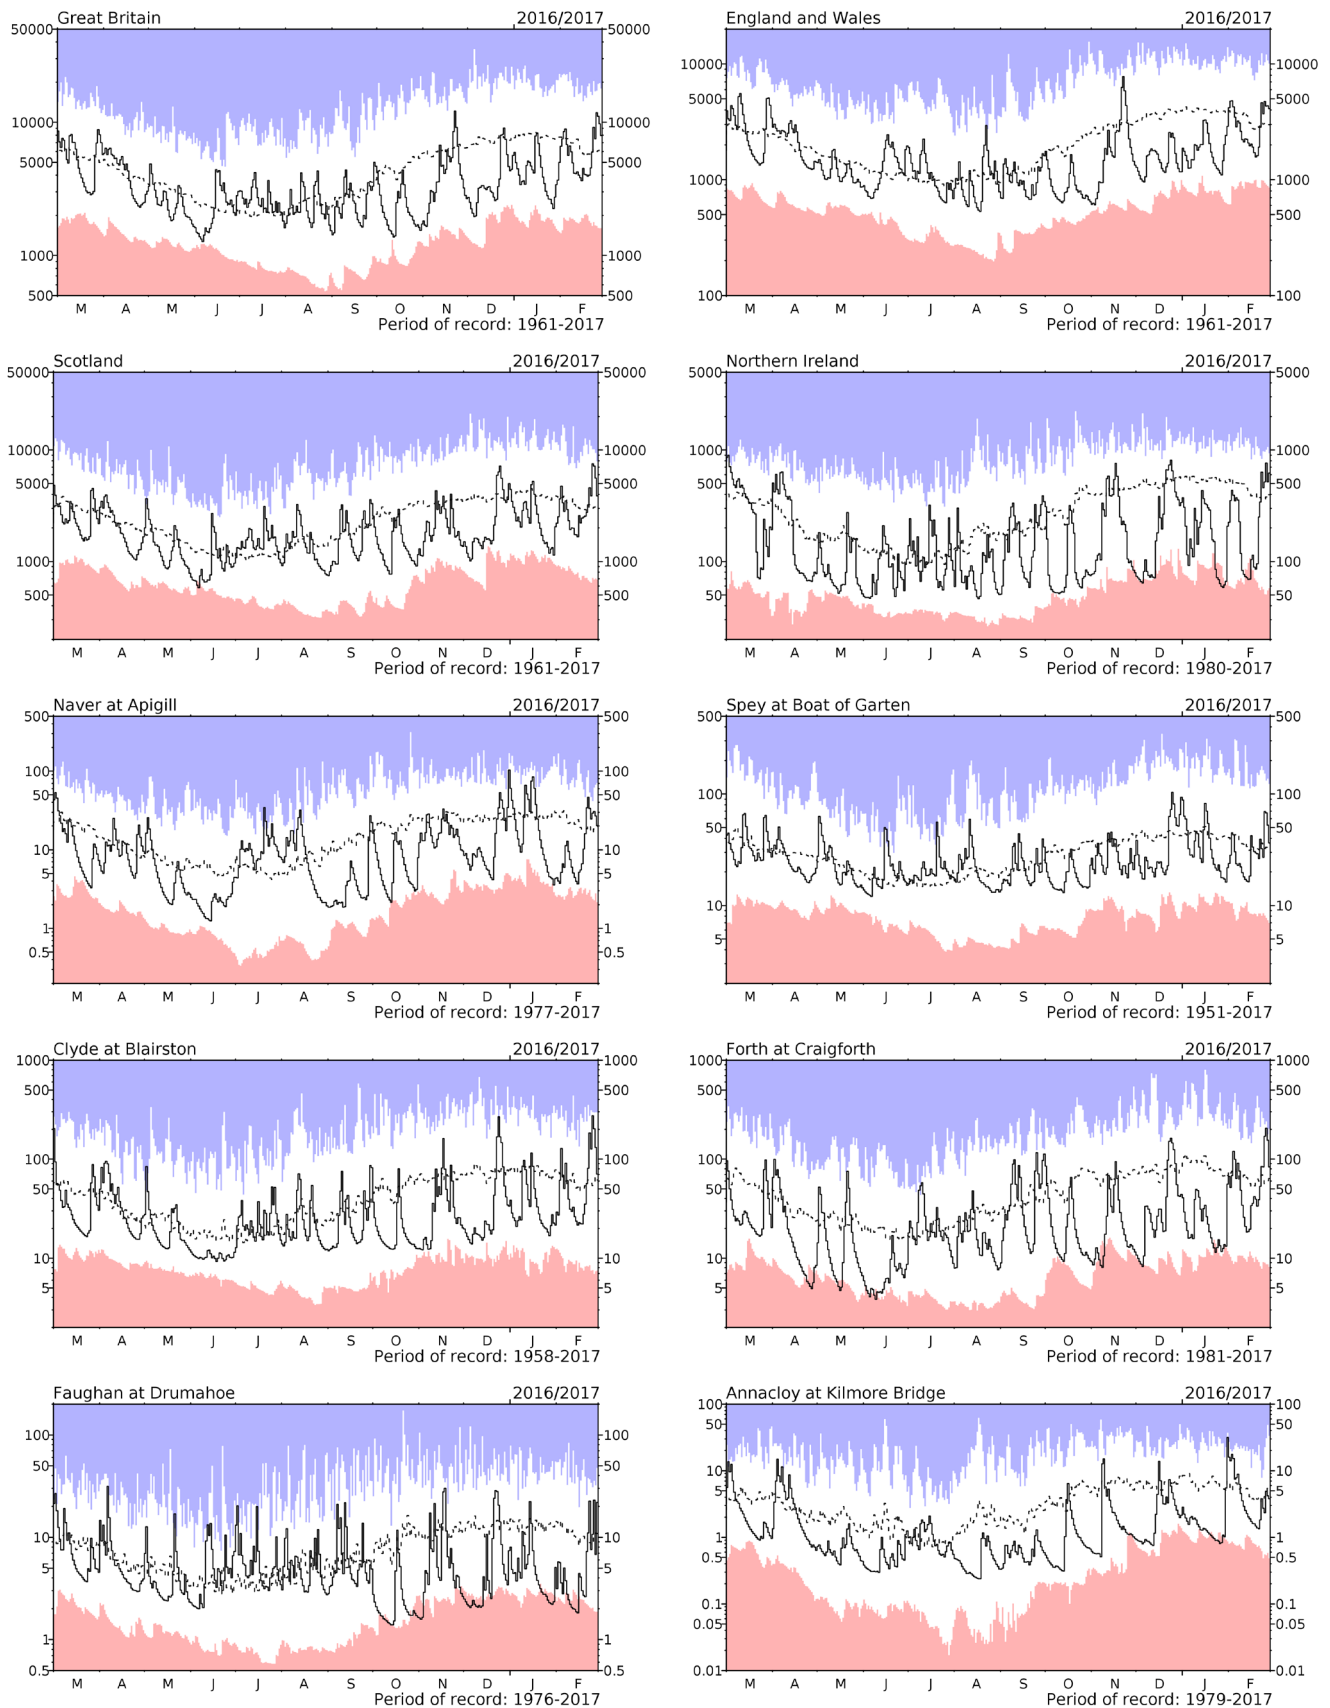 Great Britain 2016/2017
50000 50000
10000 10000
5000 5000
1000 1000
500 500
M A M J J A S O N D J F
Period of record: 1961-2017
England and Wales 2016/2017
10000 10000
5000 5000
1000 1000
500 500
100 100
M A M J J A S O N D J F
Period of record: 1961-2017
Scotland 2016/2017
50000 50000
10000 10000
5000 5000
1000 1000
500 500
M A M J J A S O N D J F
Period of record: 1961-2017
Northern Ireland 2016/2017
5000 5000
1000 1000
500 500
100 100
50 50
M A M J J A S O N D J F
Period of record: 1980-2017
Naver at Apigill 2016/2017
500 500
100 100
50 50
10 10
5 5
1 1
0.5 0.5
M A M J J A S O N D J F
Period of record: 1977-2017
Spey at Boat of Garten 2016/2017
500 500
100 100
50 50
10 10
5 5
M A M J J A S O N D J F
Period of record: 1951-2017
Clyde at Blairston 2016/2017
1000 1000
500 500
100 100
50 50
10 10
5 5
M A M J J A S O N D J F
Period of record: 1958-2017
Forth at Craigforth 2016/2017
1000 1000
500 500
100 100
50 50
10 10
5 5
M A M J J A S O N D J F
Period of record: 1981-2017
Faughan at Drumahoe 2016/2017
100 100
50 50
10 10
5 5
1 1
0.5 0.5
M A M J J A S O N D J F
Period of record: 1976-2017
Annacloy at Kilmore Bridge 2016/2017
100 100
50 50
10 10
5 5
1 1
0.5 0.5
0.1 0.1
0.05 0.05
0.01 0.01
M A M J J A S O N D J F
Period of record: 1979-2017